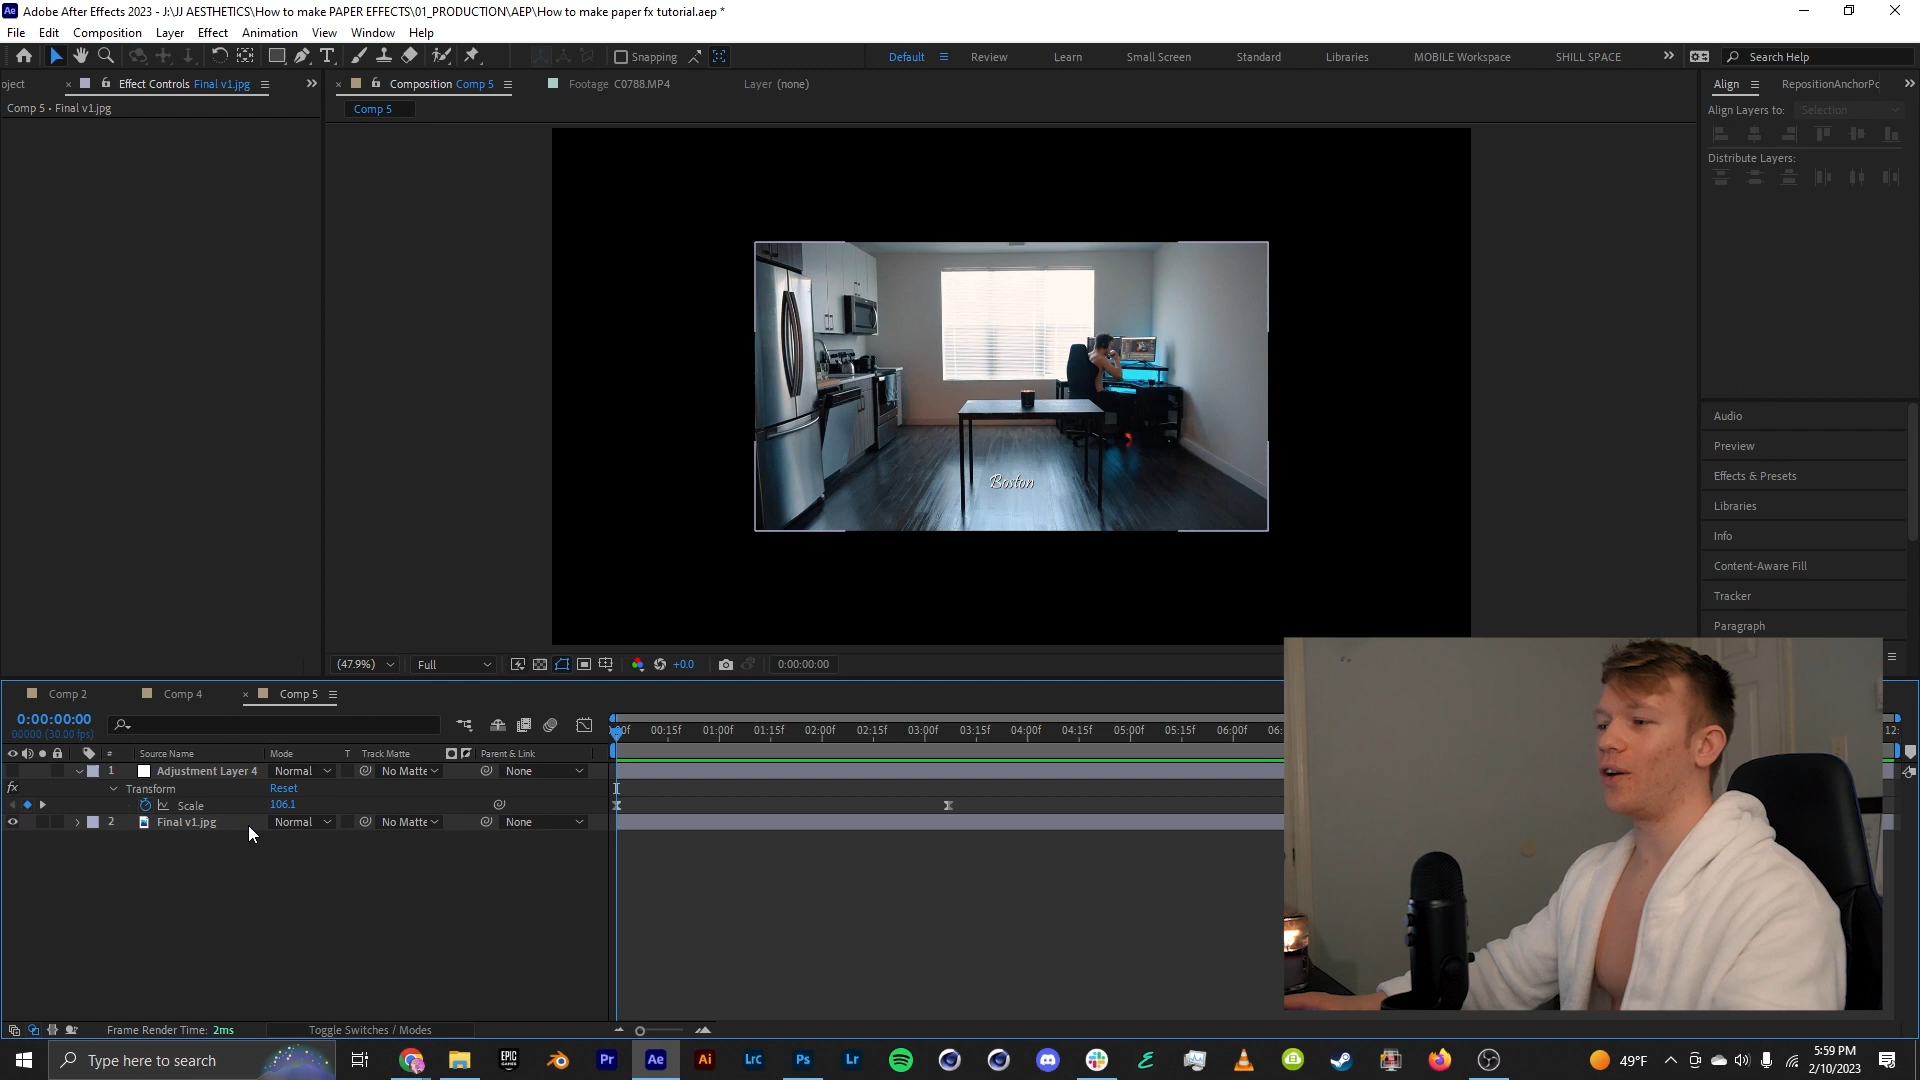 Adobe After Effects 2023 - J:\JJ AESTHETICS\How to make PAPER EFFECTS\01_PRODUCTION\AEP\How to make paper fx tutorial.aep *
File Edit Composition Layer Effect Animation View Window Help
Snapping Default Review Learn Small Screen Standard Libraries MOBILE Workspace SHILL SPACE Search Help
oject Effect Controls Final v1.jpg Composition Comp 5 Footage C0788.MP4 Layer (none) Align RepositionAnchorPo
Comp 5 • Final v1.jpg Comp 5 Align Layers to: Selection
Distribute Layers:
Boston
Audio
Preview
Effects & Presets
Libraries
Info
Content-Aware Fill
Tracker
Paragraph
(47.9%) Full +0.0 0:00:00:00
Comp 2 Comp 4 Comp 5
0:00:00:00
00000 (30.00 fps)
00f 00:15f 01:00f 01:15f 02:00f 02:15f 03:00f 03:15f 04:00f 04:15f 05:00f 05:15f 06:00f 06: 12:
# Source Name Mode T Track Matte Parent & Link
1 Adjustment Layer 4 Normal No Matte None
fx Transform Reset
Scale 106.1
2 Final v1.jpg Normal No Matte None
Frame Render Time: 2ms Toggle Switches / Modes
Type here to search EPIC GAMES Pr Ae Ai Lrc Ps Lr 49°F 5:59 PM
2/10/2023